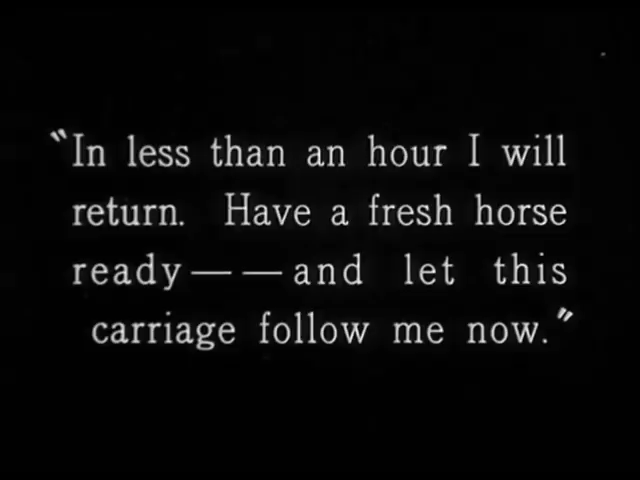 "In less than an hour I will
return. Have a fresh horse
ready — — and let this
carriage follow me now."